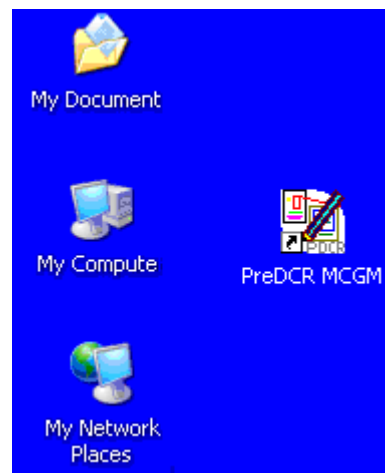 My Document
My Compute
PDCR
PreDCR MCGM
My Network
Places